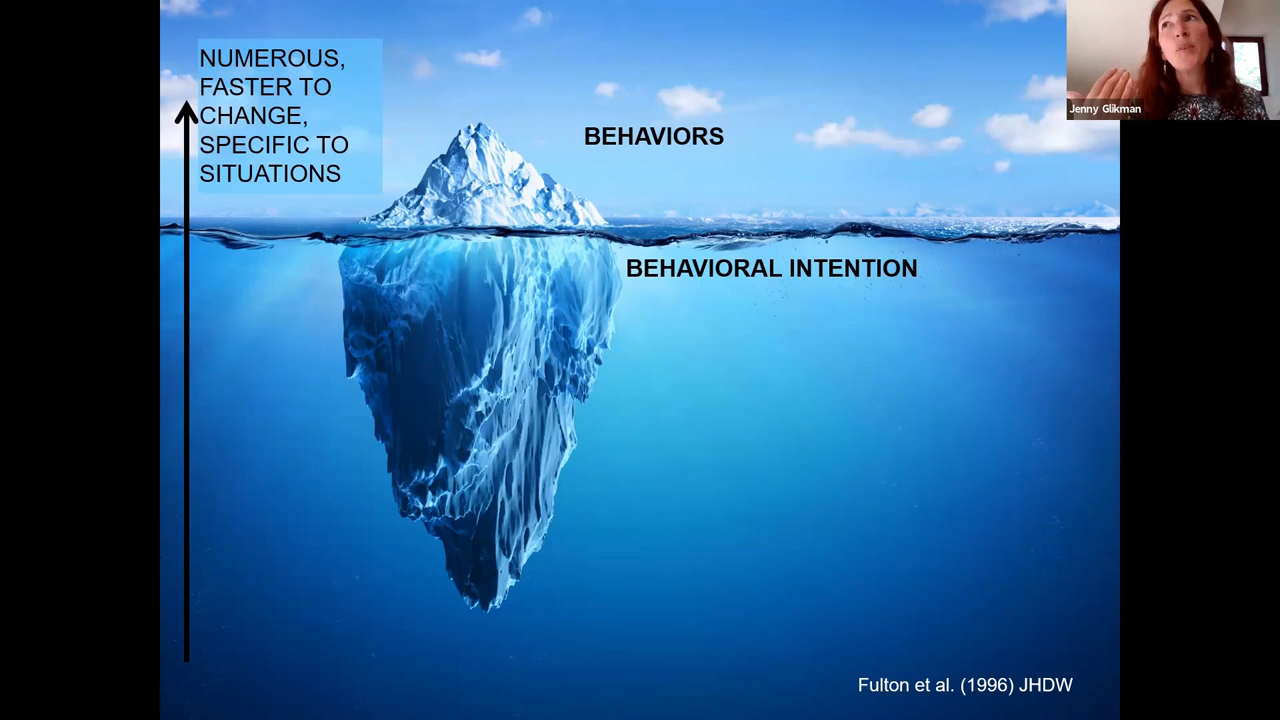 NUMEROUS,
FASTER TO
CHANGE,
SPECIFIC TO
SITUATIONS
BEHAVIORS
Jenny Glikman
BEHAVIORAL INTENTION
Fulton et al. (1996) JHDW